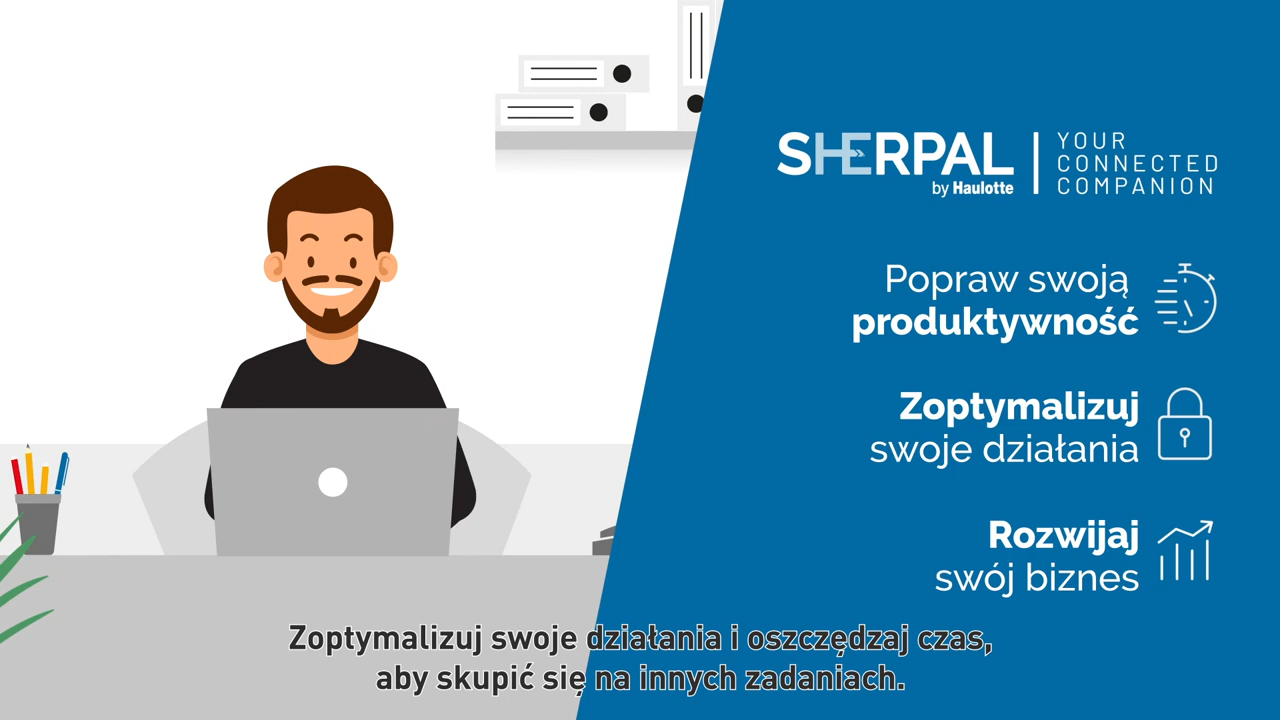 SHERPAL
by Haulotte
YOUR
CONNECTED
COMPANION
Popraw swoją
produktywność
Zoptymalizuj
swoje działania
Rozwijaj
swój biznes
Zoptymalizuj swoje działania i oszczędzaj czas,
aby skupić się na innych zadaniach.